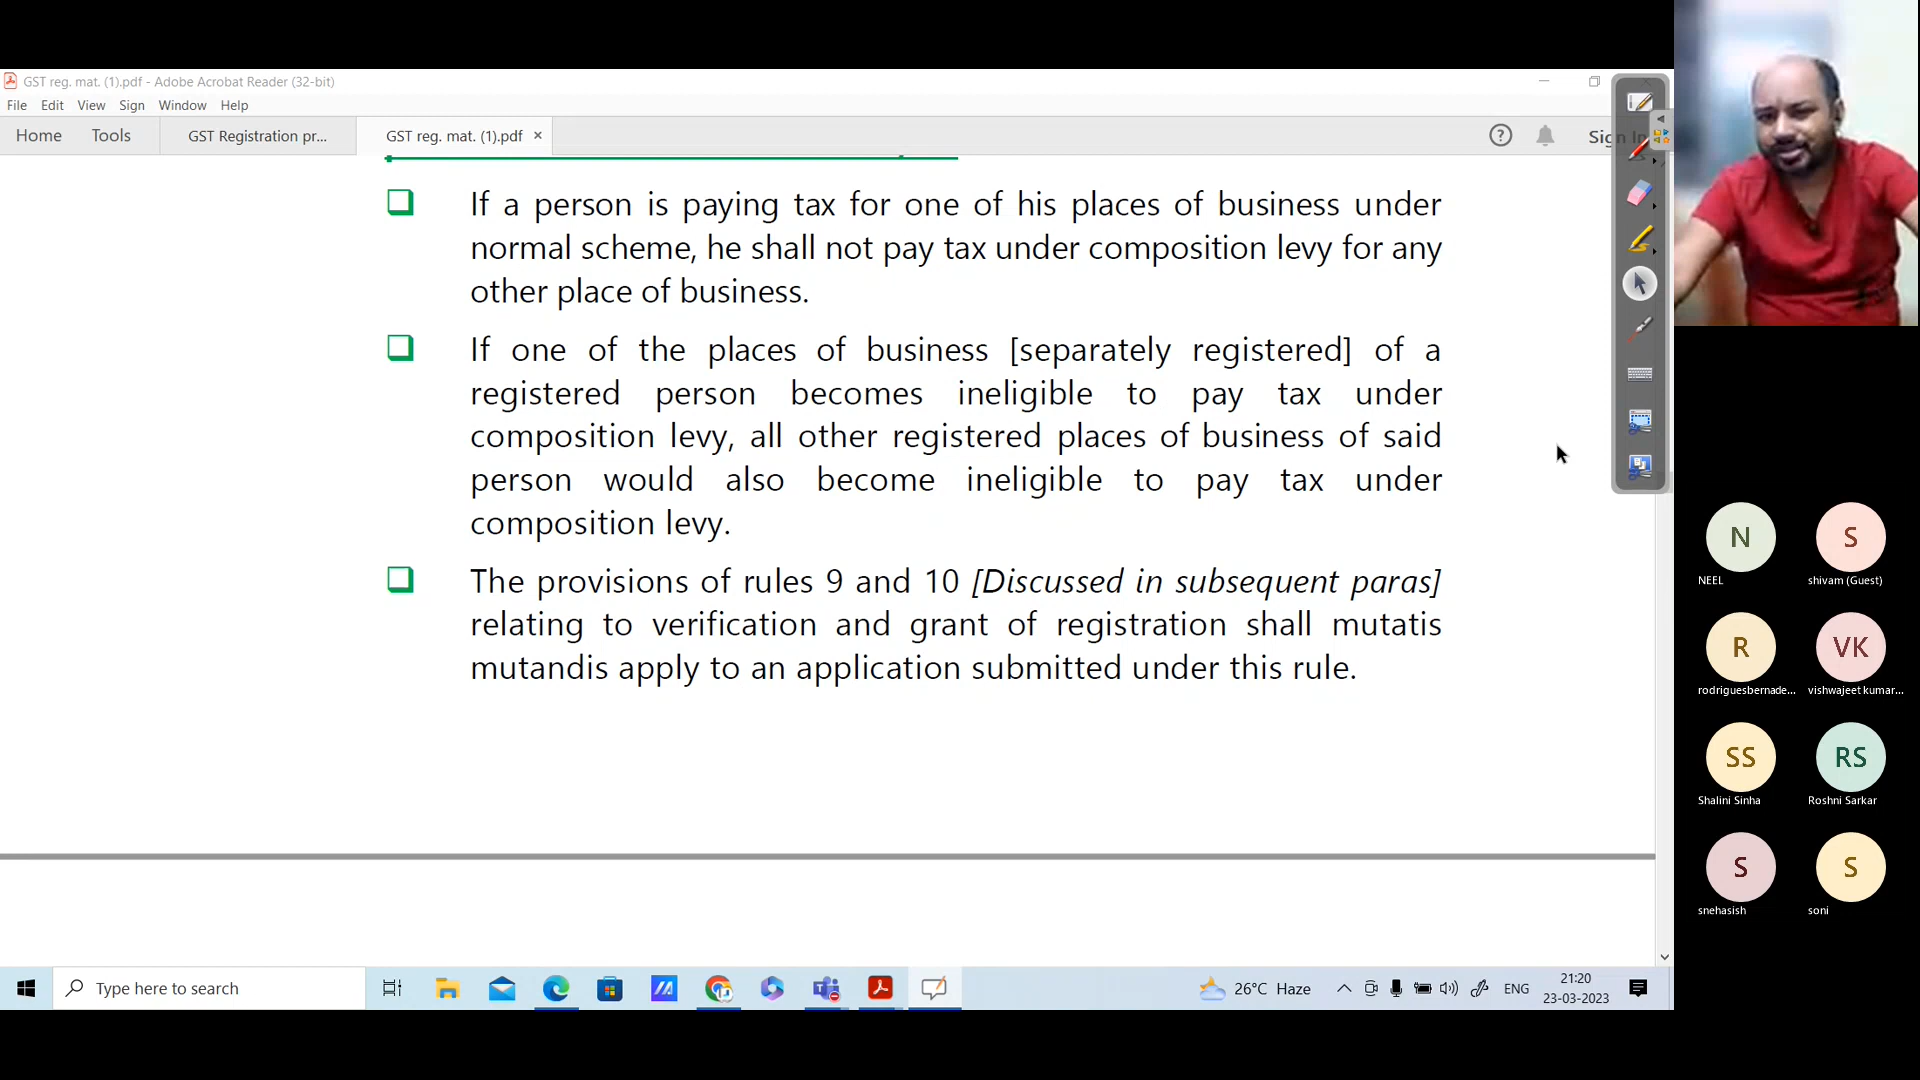 GST reg. mat. (1).pdf - Adobe Acrobat Reader (32-bit)
File Edit View Sign Window Help
Home Tools GST Registration pr... GST reg. mat. (1).pdf × Sign In
If a person is paying tax for one of his places of business under
normal scheme, he shall not pay tax under composition levy for any
other place of business.
If one of the places of business [separately registered] of a
registered person becomes ineligible to pay tax under
composition levy, all other registered places of business of said
person would also become ineligible to pay tax under
composition levy.
The provisions of rules 9 and 10 [Discussed in subsequent paras]
relating to verification and grant of registration shall mutatis
mutandis apply to an application submitted under this rule.
N S
NEEL shivam (Guest)
R VK
rodriguesbernade... vishwajeet kumar...
SS RS
Shalini Sinha Roshni Sarkar
S S
snehasish soni
Type here to search 26°C Haze ENG 21:20
23-03-2023